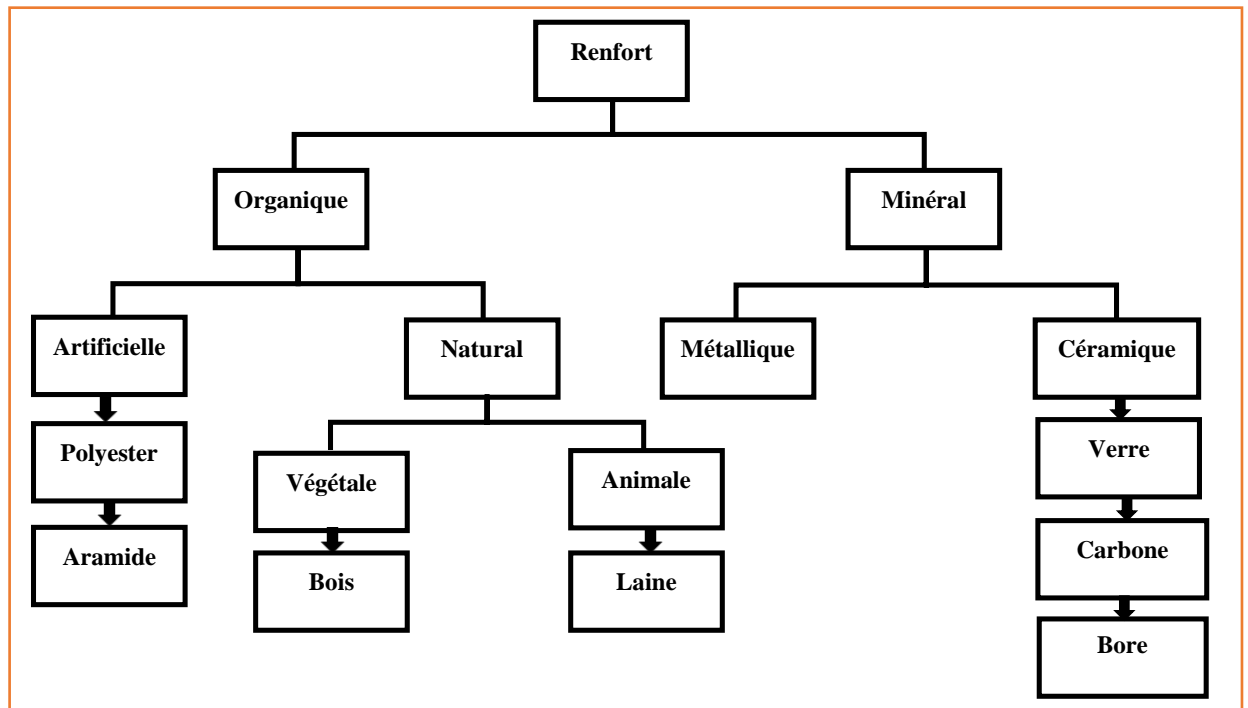 Renfort
Organique
Minéral
Artificielle
Natural
Métallique
Céramique
Polyester
Végétale
Animale
Verre
Aramide
Bois
Laine
Carbone
Bore